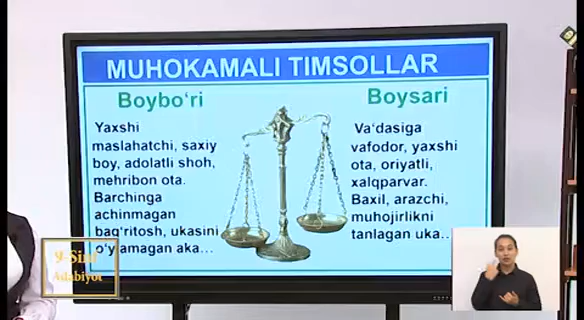 MUHOKAMALI TIMSOLLAR
Boybo‘ri
Yaxshi
maslahatchi, saxiy
boy, adolatli shoh,
mehribon ota.
Barchinga
achinmagan
bag‘ritosh, ukasini
o‘ylamagan aka...
Boysari
Va‘dasiga
vafodor, yaxshi
ota, oriyatli,
xalqparvar.
Baxil, arazchi,
muhojirlikni
tanlagan uka...
9-Sinf
Adabiyot